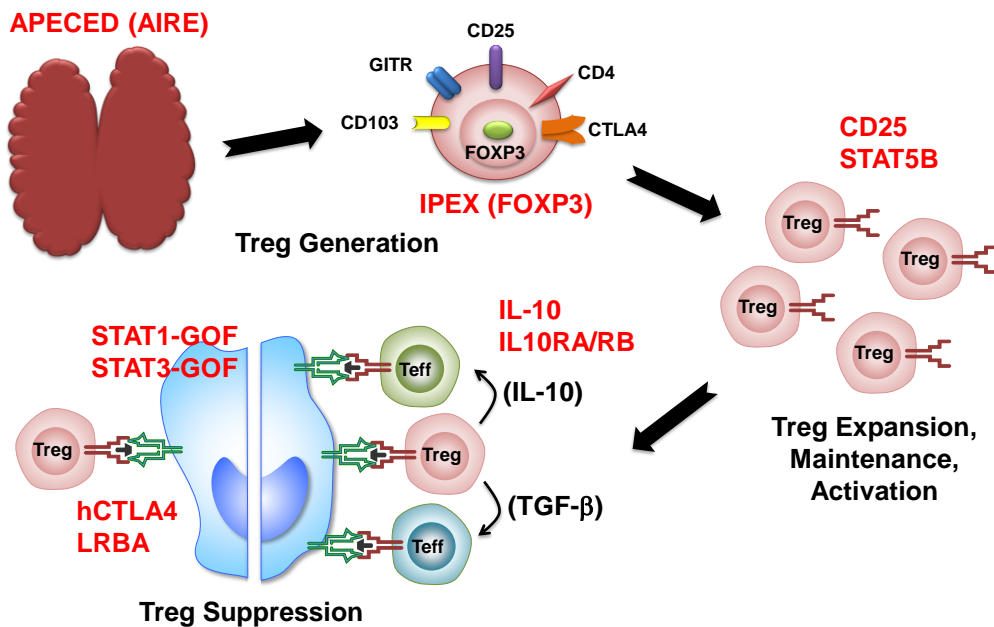 APECED (AIRE)
CD25
GITR
CD4
CD103
CTLA4
FOXP3
IPEX (FOXP3)
Treg Generation
CD25
STAT5B
Treg
Treg
Treg
Treg
Treg Expansion,
Maintenance,
Activation
STAT1-GOF
STAT3-GOF
IL-10
IL10RA/RB
Teff
(IL-10)
Treg
Treg
(TGF-β)
hCTLA4
LRBA
Teff
Treg Suppression